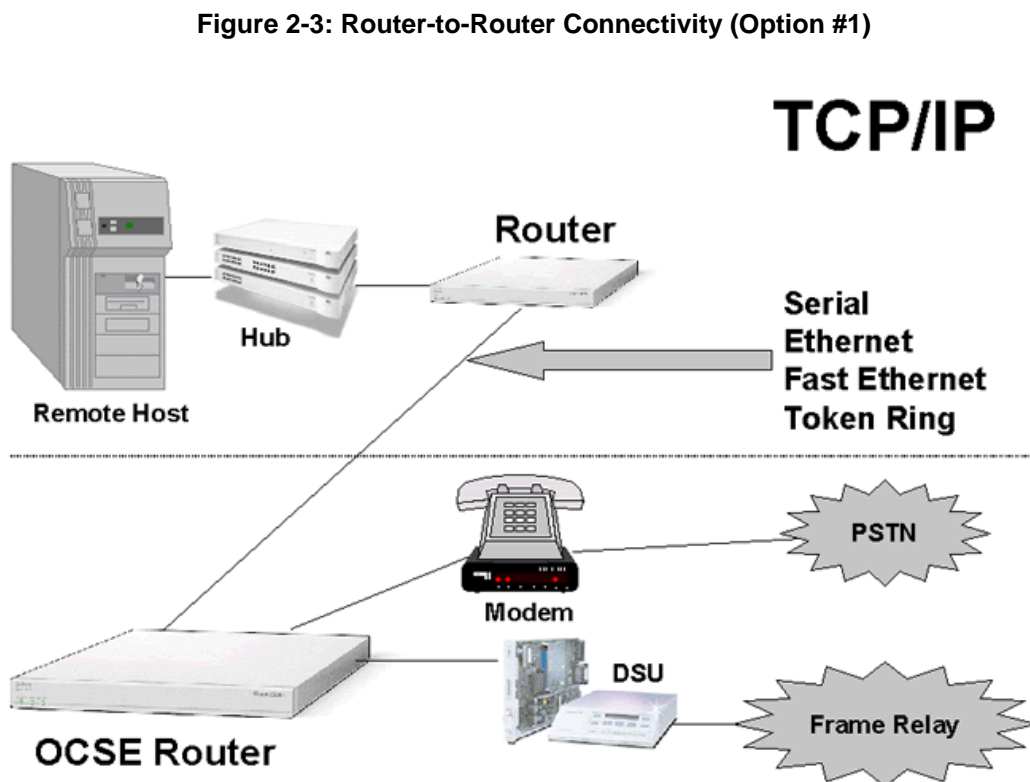 Figure 2-3: Router-to-Router Connectivity (Option #1)
TCP/IP
Router
Hub
Remote Host
Serial
Ethernet
Fast Ethernet
Token Ring
PSTN
Modem
DSU
Frame Relay
OCSE Router